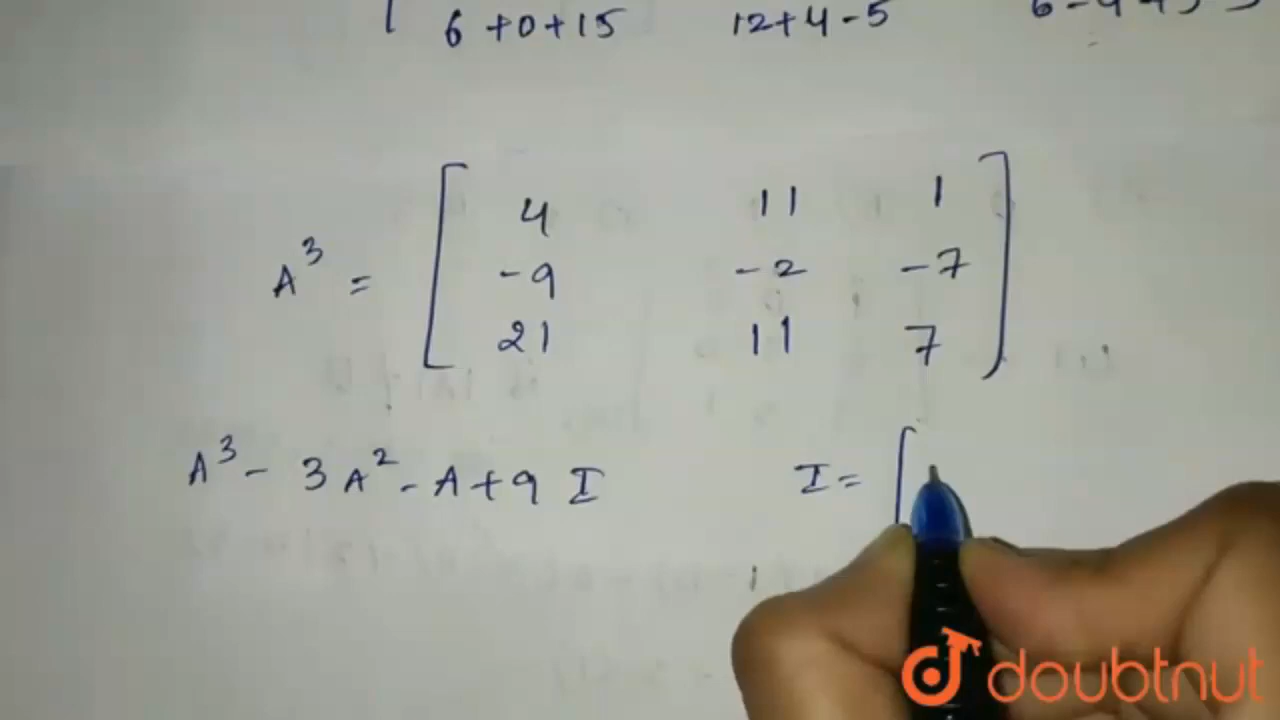 6 +0+15 12+4-5
A³ = [ 4 11 1
-9 -2 -7
21 11 7 ]
A³ - 3A² - A + 9 I I = [
doubtnut